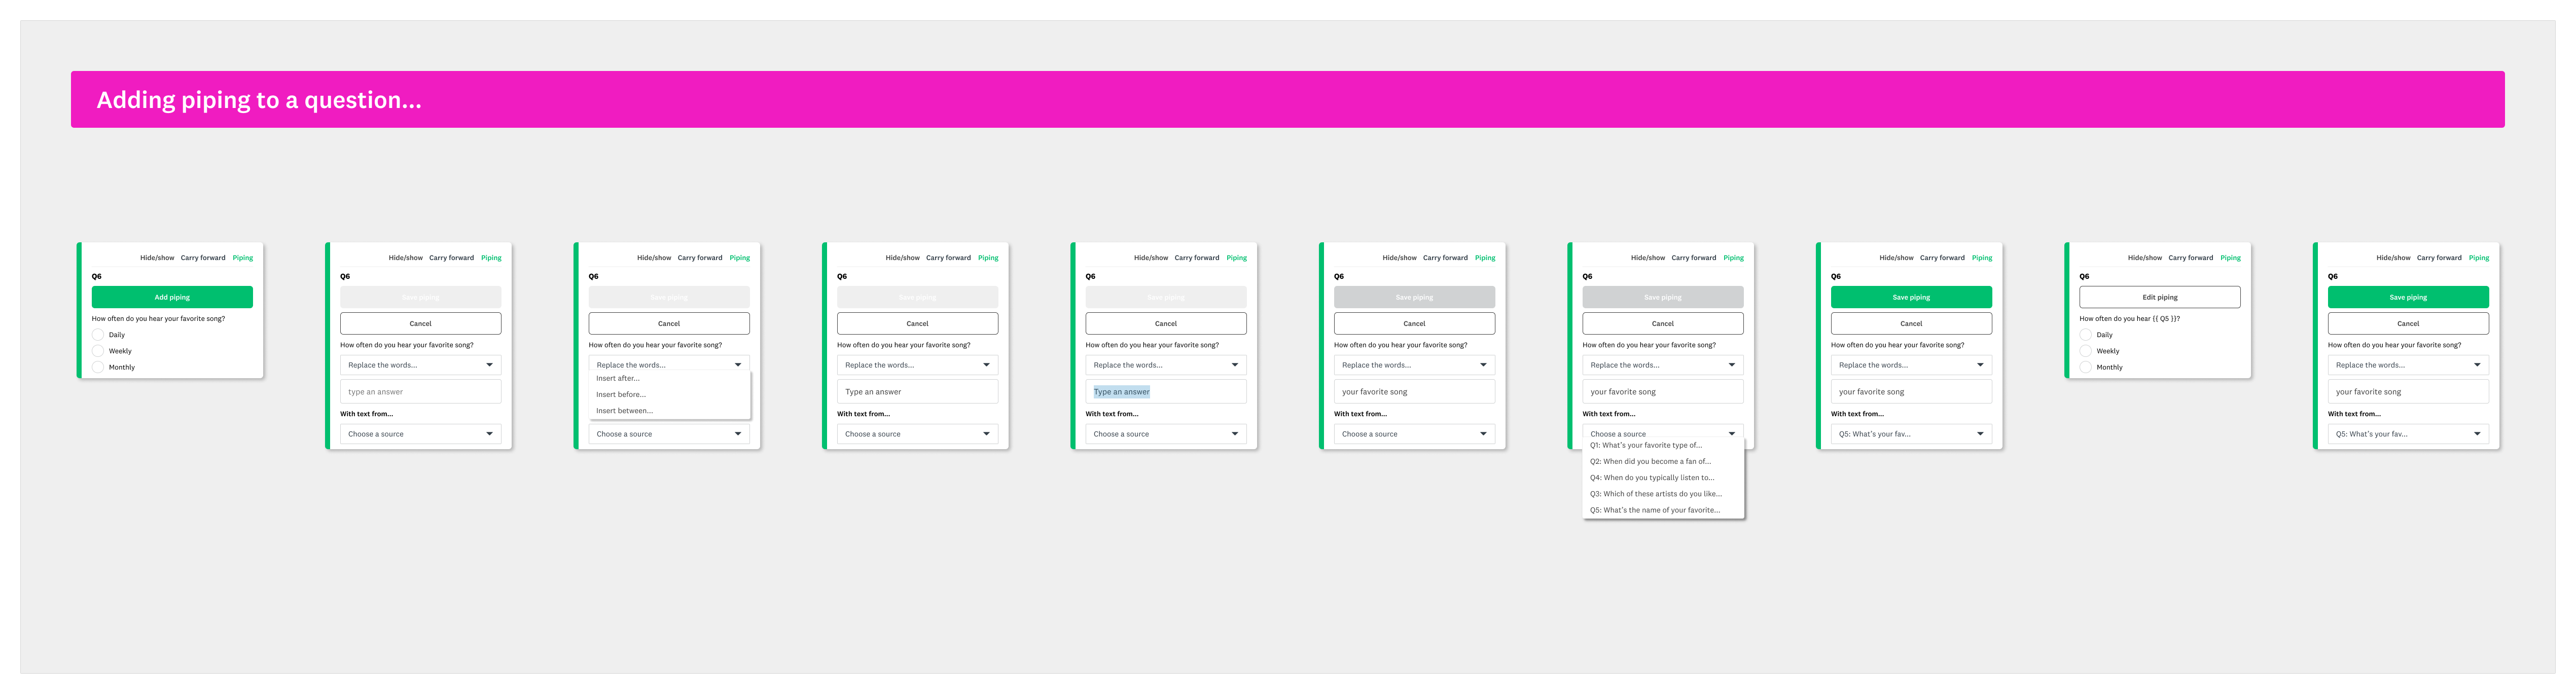 Adding piping to a question...
Hide/show Carry forward Piping
Q6
Add piping
How often do you hear your favorite song?
Daily
Weekly
Monthly
Hide/show Carry forward Piping
Q6
Save piping
Cancel
How often do you hear your favorite song?
Replace the words...
type an answer
With text from...
Choose a source
Hide/show Carry forward Piping
Q6
Save piping
Cancel
How often do you hear your favorite song?
Replace the words...
Insert after...
Insert before...
Insert between...
Choose a source
Hide/show Carry forward Piping
Q6
Save piping
Cancel
How often do you hear your favorite song?
Replace the words...
Type an answer
With text from...
Choose a source
Hide/show Carry forward Piping
Q6
Save piping
Cancel
How often do you hear your favorite song?
Replace the words...
Type an answer
With text from...
Choose a source
Hide/show Carry forward Piping
Q6
Save piping
Cancel
How often do you hear your favorite song?
Replace the words...
your favorite song
With text from...
Choose a source
Hide/show Carry forward Piping
Q6
Save piping
Cancel
How often do you hear your favorite song?
Replace the words...
your favorite song
With text from...
Choose a source
Q1: What's your favorite type of...
Q2: When did you become a fan of...
Q4: When do you typically listen to...
Q3: Which of these artists do you like...
Q5: What's the name of your favorite...
Hide/show Carry forward Piping
Q6
Save piping
Cancel
How often do you hear your favorite song?
Replace the words...
your favorite song
With text from...
Q5: What's your fav...
Hide/show Carry forward Piping
Q6
Edit piping
How often do you hear {{ Q5 }}?
Daily
Weekly
Monthly
Hide/show Carry forward Piping
Q6
Save piping
Cancel
How often do you hear your favorite song?
Replace the words...
your favorite song
With text from...
Q5: What's your fav...